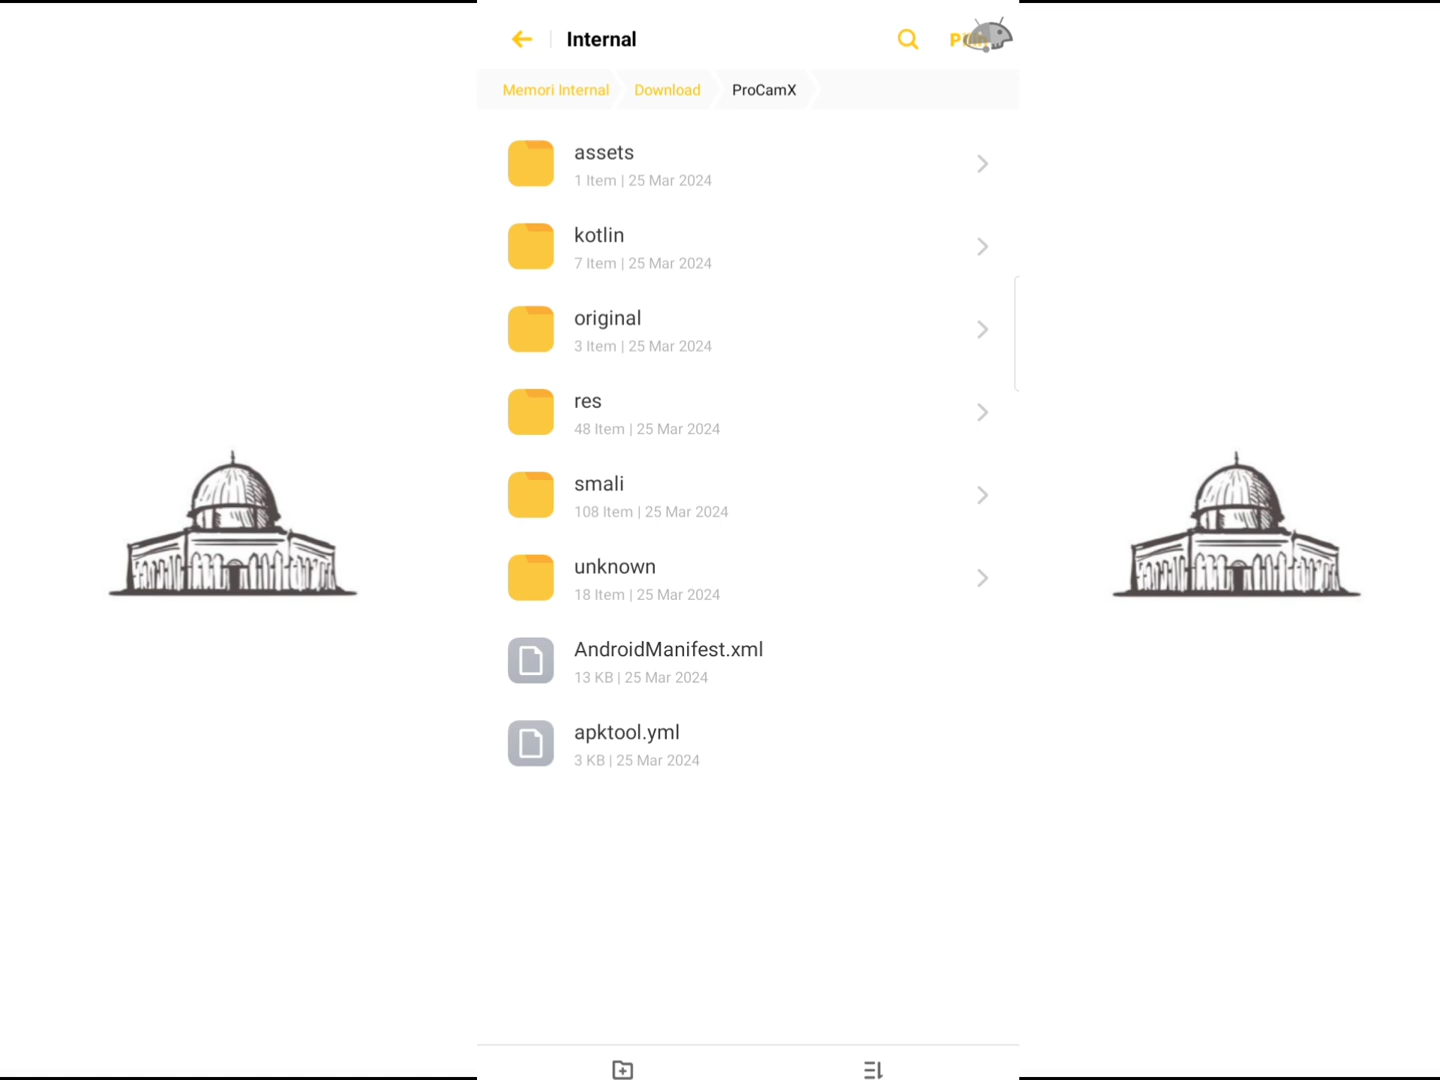 Internal
Memori Internal
Download
ProCamX
assets
1 Item | 25 Mar 2024
kotlin
7 Item | 25 Mar 2024
original
3 Item | 25 Mar 2024
res
48 Item | 25 Mar 2024
smali
108 Item | 25 Mar 2024
unknown
18 Item | 25 Mar 2024
AndroidManifest.xml
13 KB | 25 Mar 2024
apktool.yml
3 KB | 25 Mar 2024